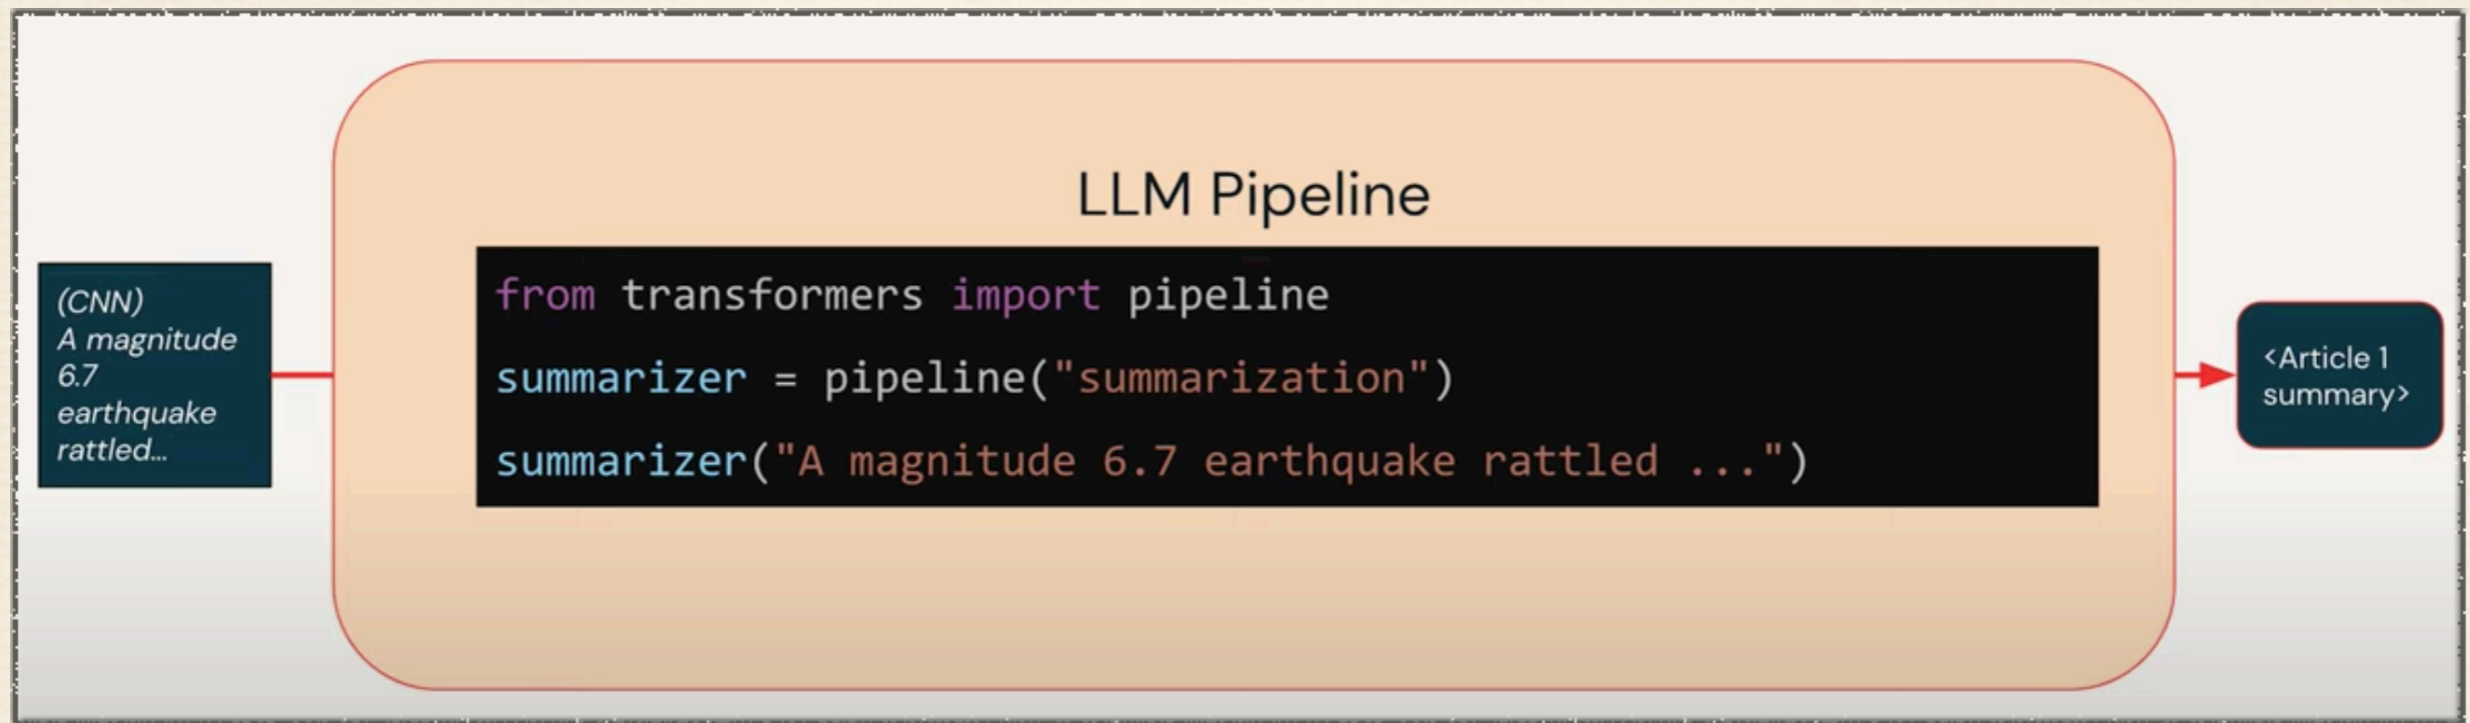 LLM Pipeline
(CNN)
A magnitude
6.7
earthquake
rattled...
from transformers import pipeline
summarizer = pipeline("summarization")
summarizer("A magnitude 6.7 earthquake rattled ...")
<Article 1
summary>